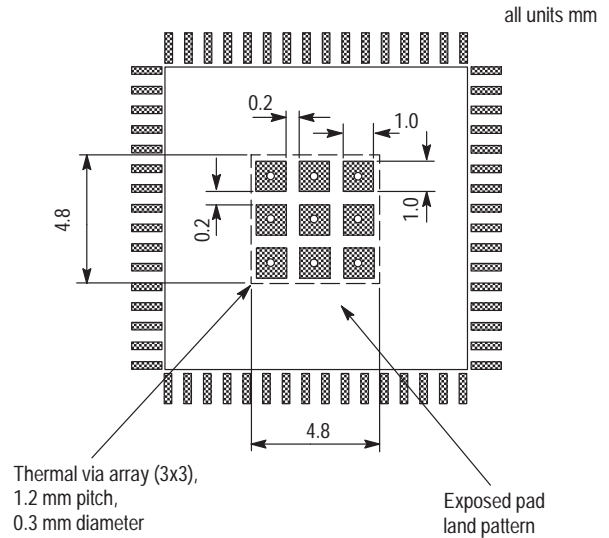 all units mm
0.2
1.0
4.8
0.2
1.0
4.8
Thermal via array (3x3),
1.2 mm pitch,
0.3 mm diameter
Exposed pad
land pattern